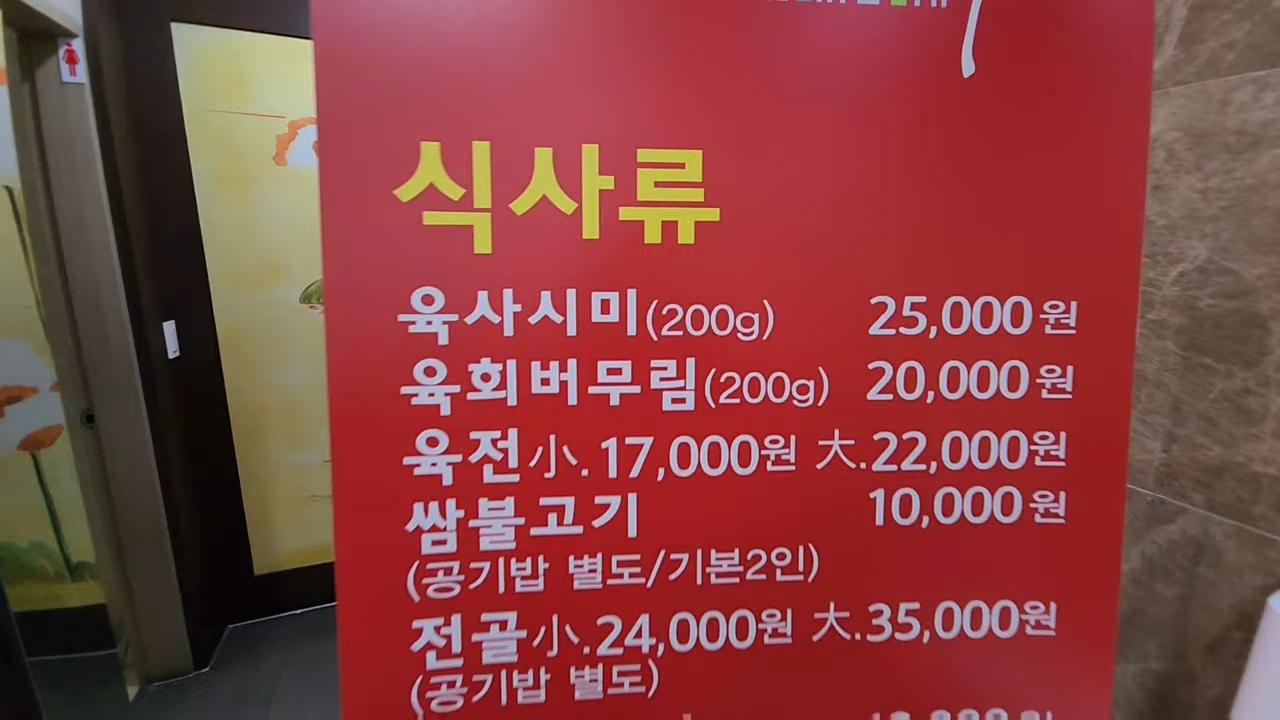 식사류
육사시미(200g) 25,000원
육회버무림(200g) 20,000원
육전小. 17,000원 大.22,000원
쌈불고기 10,000원
(공기밥 별도/기본2인)
전골小.24,000원 大.35,000원
(공기밥 별도)